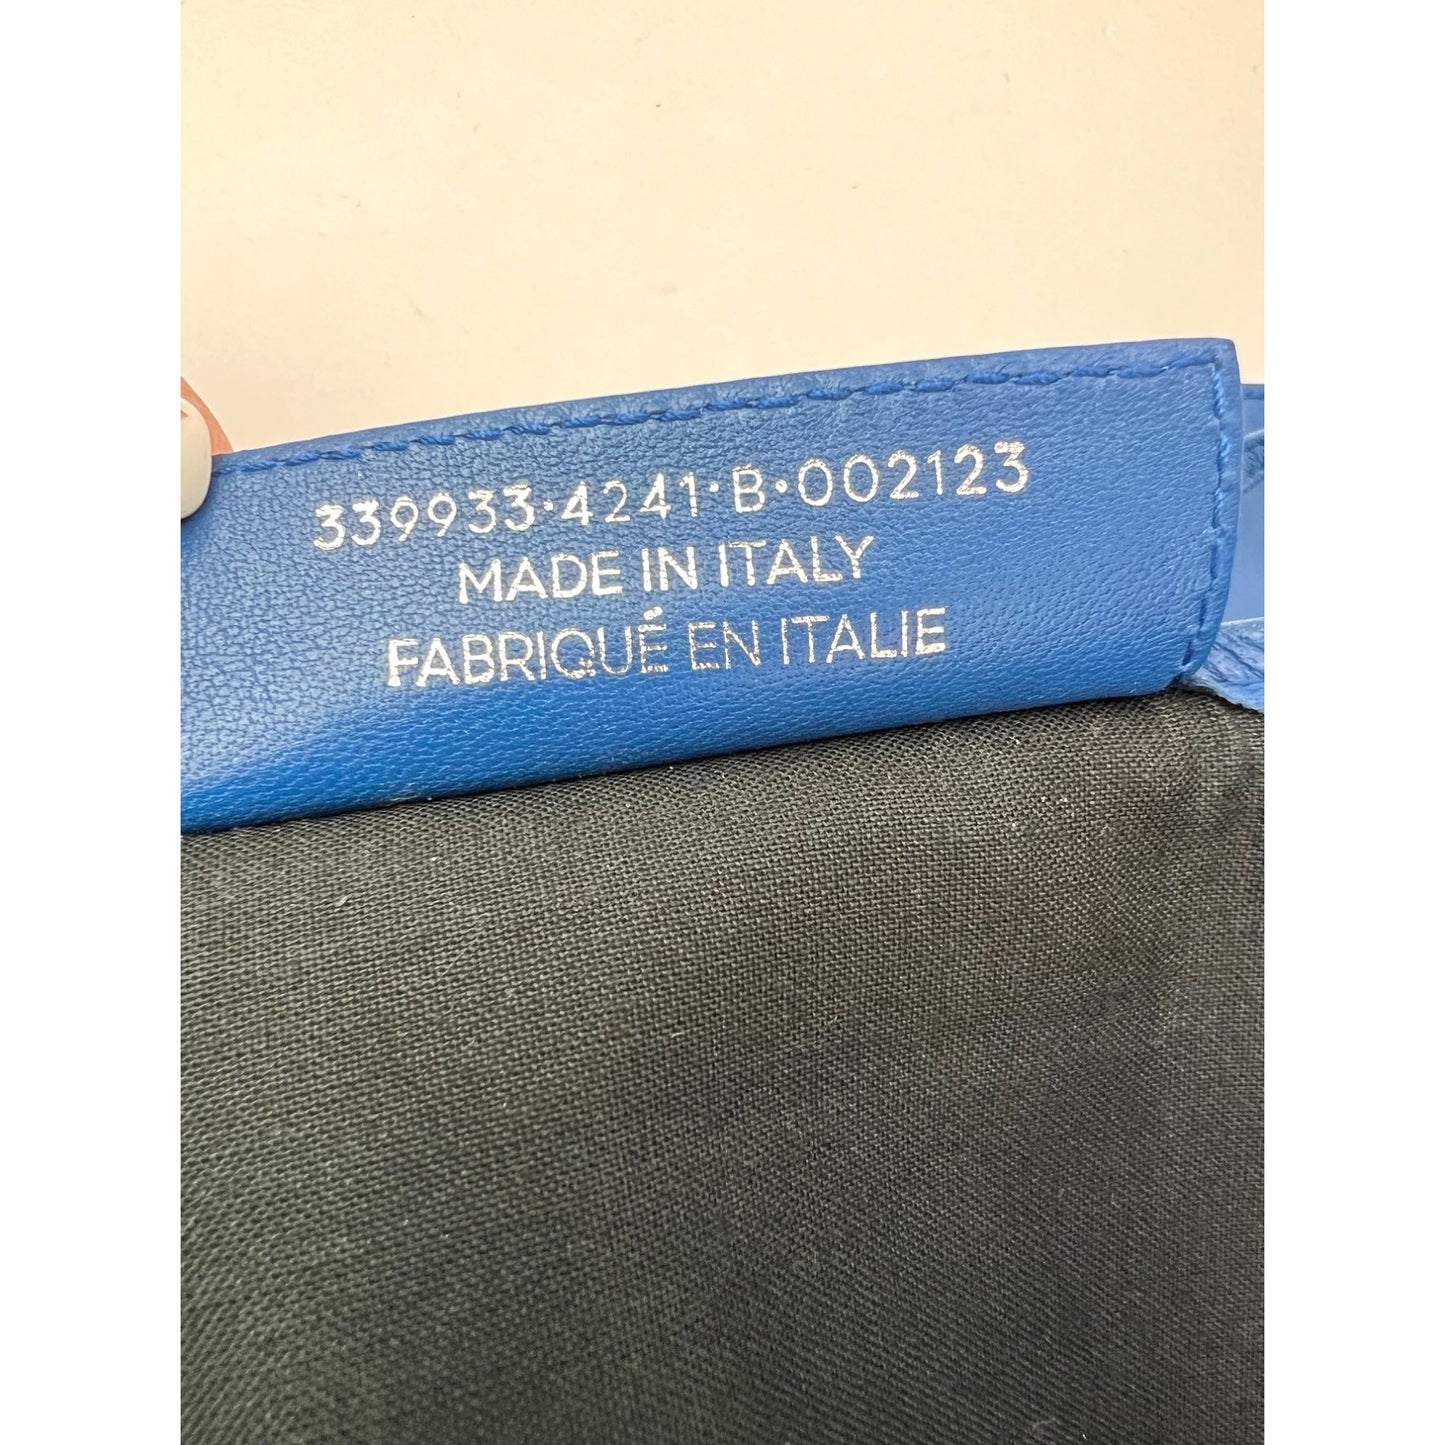 339933·4241·B·002123
MADE IN ITALY
FABRIQUÉ EN ITALIE